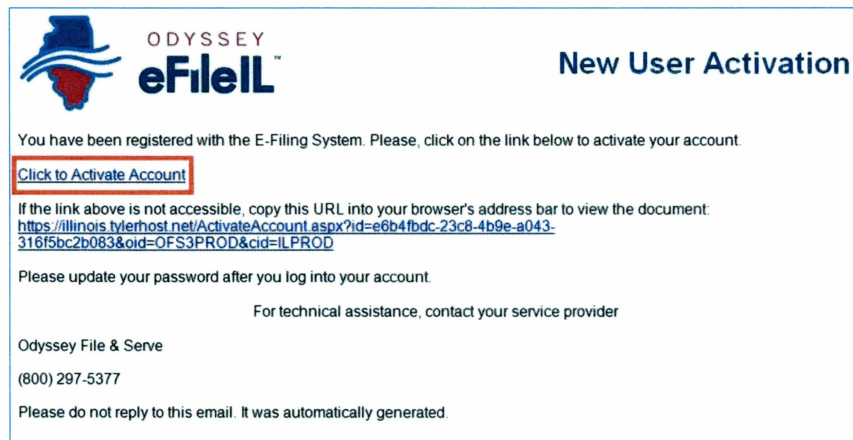 ODYSSEY
eFileIL™
New User Activation
You have been registered with the E-Filing System. Please, click on the link below to activate your account.
Click to Activate Account
If the link above is not accessible, copy this URL into your browser's address bar to view the document:
https://illinois.tylerhost.net/ActivateAccount.aspx?id=e6b4fbdc-23c8-4b9e-a043-
316f5bc2b083&oid=OFS3PROD&cid=ILPROD
Please update your password after you log into your account.
For technical assistance, contact your service provider
Odyssey File & Serve
(800) 297-5377
Please do not reply to this email. It was automatically generated.